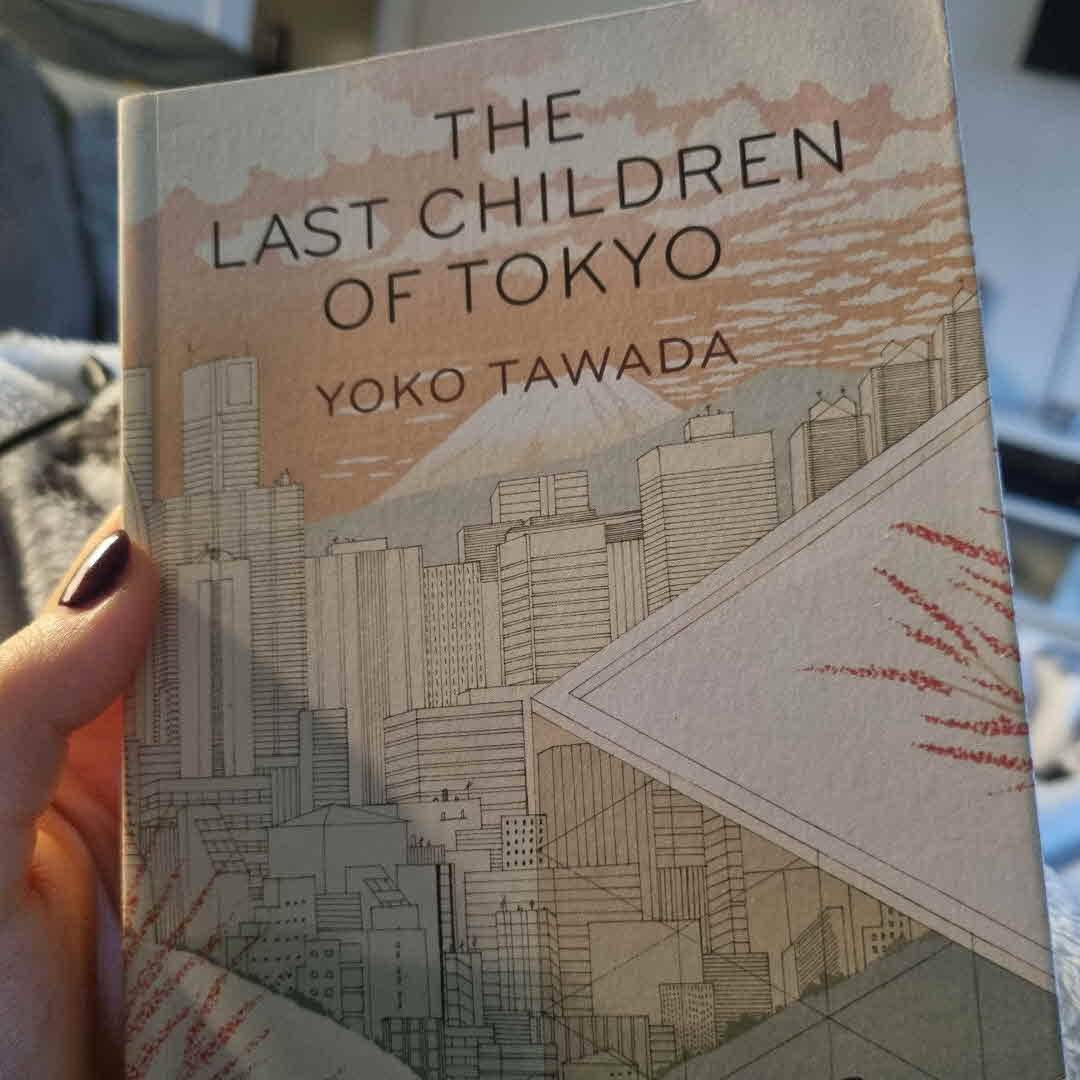 THE
LAST CHILDREN
OF TOKYO
YOKO TAWADA